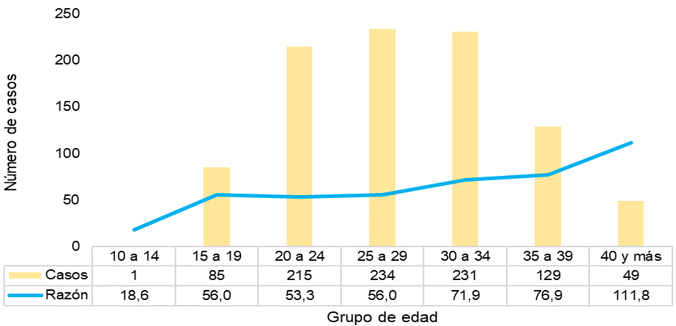 250
200
150
100
50
0
Número de casos
10 a 14 15 a 19 20 a 24 25 a 29 30 a 34 35 a 39 40 y más
Casos 1 85 215 234 231 129 49
Razón 18,6 56,0 53,3 56,0 71,9 76,9 111,8
Grupo de edad